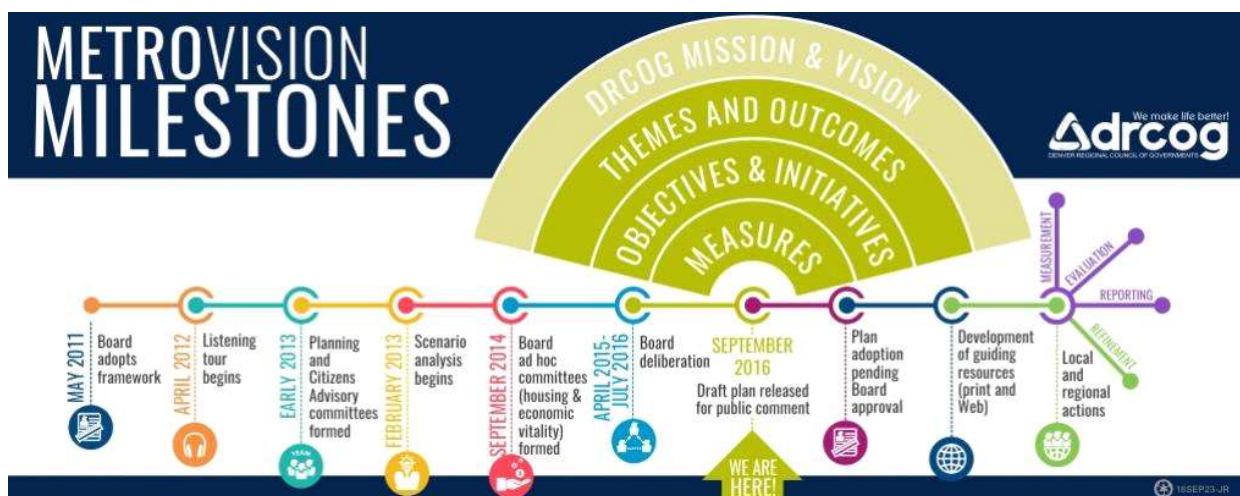 METROVISION
MILESTONES
DRCOG MISSION & VISION
THEMES AND OUTCOMES
OBJECTIVES & INITIATIVES
MEASURES
We make life better!
drcog
DENVER REGIONAL COUNCIL OF GOVERNMENTS
MAY 2011
Board
adopts
framework
APRIL 2012
Listening
tour
begins
EARLY 2013
Planning
and
Citizens
Advisory
committees
formed
TEAM
FEBRUARY 2013
Scenario
analysis
begins
SEPTEMBER 2014
Board
ad hoc
committees
(housing &
economic
vitality)
formed
APRIL 2015-
JULY 2016
Board
deliberation
SEPTEMBER
2016
Draft plan released
for public comment
WE ARE
HERE!
Plan
adoption
pending
Board
approval
Development
of guiding
resources
(print and
Web)
Local
and
regional
actions
MEASUREMENT
EVALUATION
REPORTING
REFINEMENT
16SEP23-JR